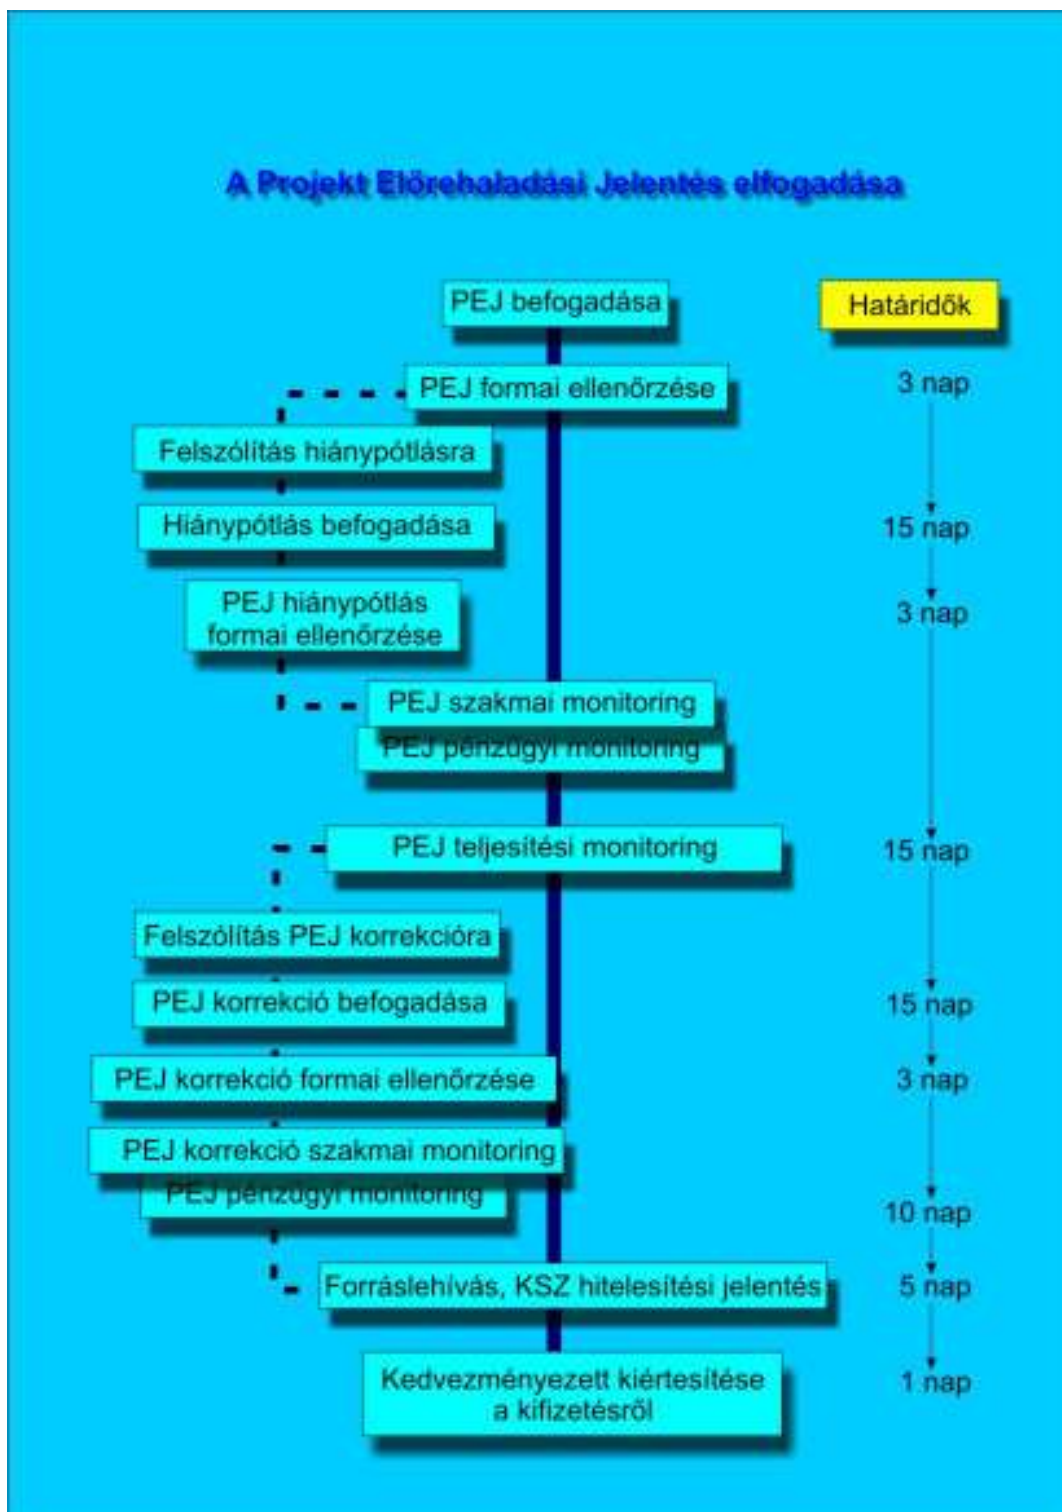 A Projekt Előrehaladási Jelentés elfogadása
PEJ befogadása
Határidők
PEJ formai ellenőrzése
3 nap
Felszólítás hiánypótlásra
Hiánypótlás befogadása
15 nap
PEJ hiánypótlás
formai ellenőrzése
3 nap
PEJ szakmai monitoring
PEJ pénzügyi monitoring
PEJ teljesítési monitoring
15 nap
Felszólítás PEJ korrekcióra
PEJ korrekció befogadása
15 nap
PEJ korrekció formai ellenőrzése
3 nap
PEJ korrekció szakmai monitoring
PEJ pénzügyi monitoring
10 nap
Forráslehívás, KSZ hitelesítési jelentés
5 nap
Kedvezményezett kiértesítése
a kifizetésről
1 nap